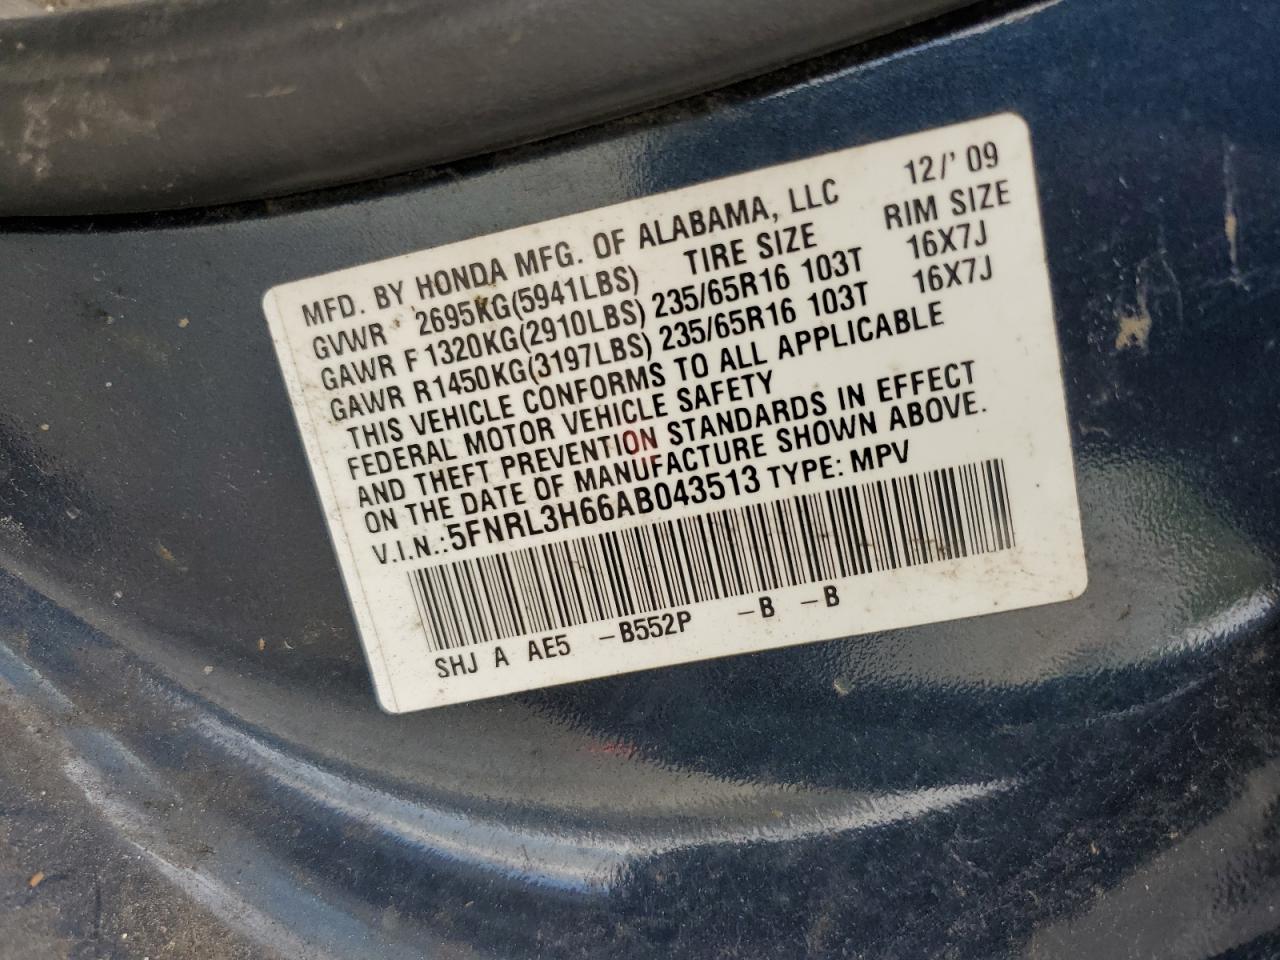 MFD. BY HONDA MFG. OF ALABAMA, LLC 12/' 09
GVWR 2695KG(5941LBS) TIRE SIZE RIM SIZE
GAWR F 1320KG(2910LBS) 235/65R16 103T 16X7J
GAWR R1450KG(3197LBS) 235/65R16 103T 16X7J
THIS VEHICLE CONFORMS TO ALL APPLICABLE
FEDERAL MOTOR VEHICLE SAFETY
AND THEFT PREVENTION STANDARDS IN EFFECT
ON THE DATE OF MANUFACTURE SHOWN ABOVE.
V.I.N.:5FNRL3H66AB043513 TYPE: MPV
SHJ A AE5 -B552P -B -B